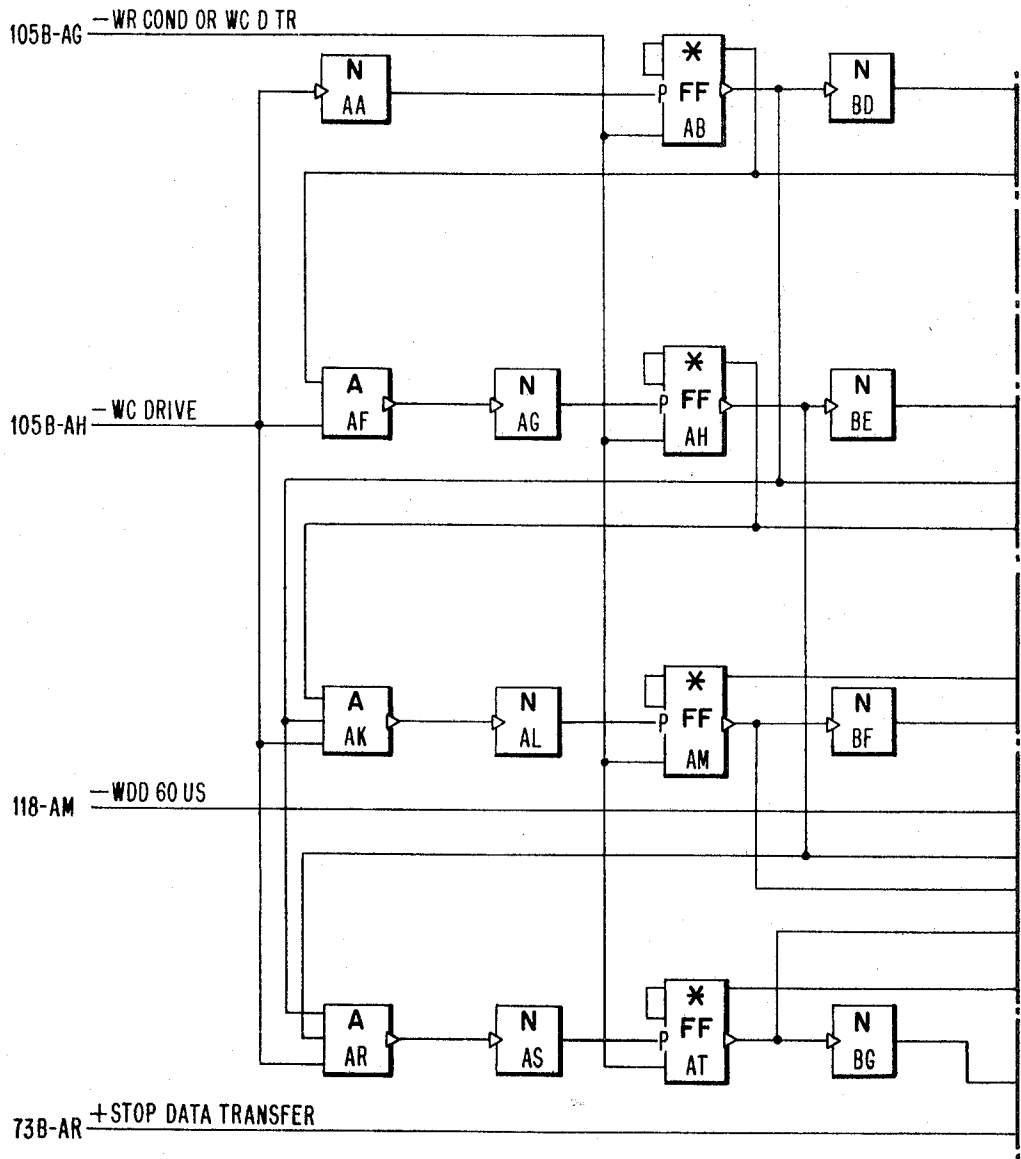 105B-AG -WR COND OR WC D TR
N
AA
*
P FF
AB
N
BD
A
AF
N
AG
*
P FF
AH
N
BE
105B-AH -WC DRIVE
A
AK
N
AL
*
P FF
AM
N
BF
118-AM -WDD 60 US
A
AR
N
AS
*
P FF
AT
N
BG
73B-AR +STOP DATA TRANSFER